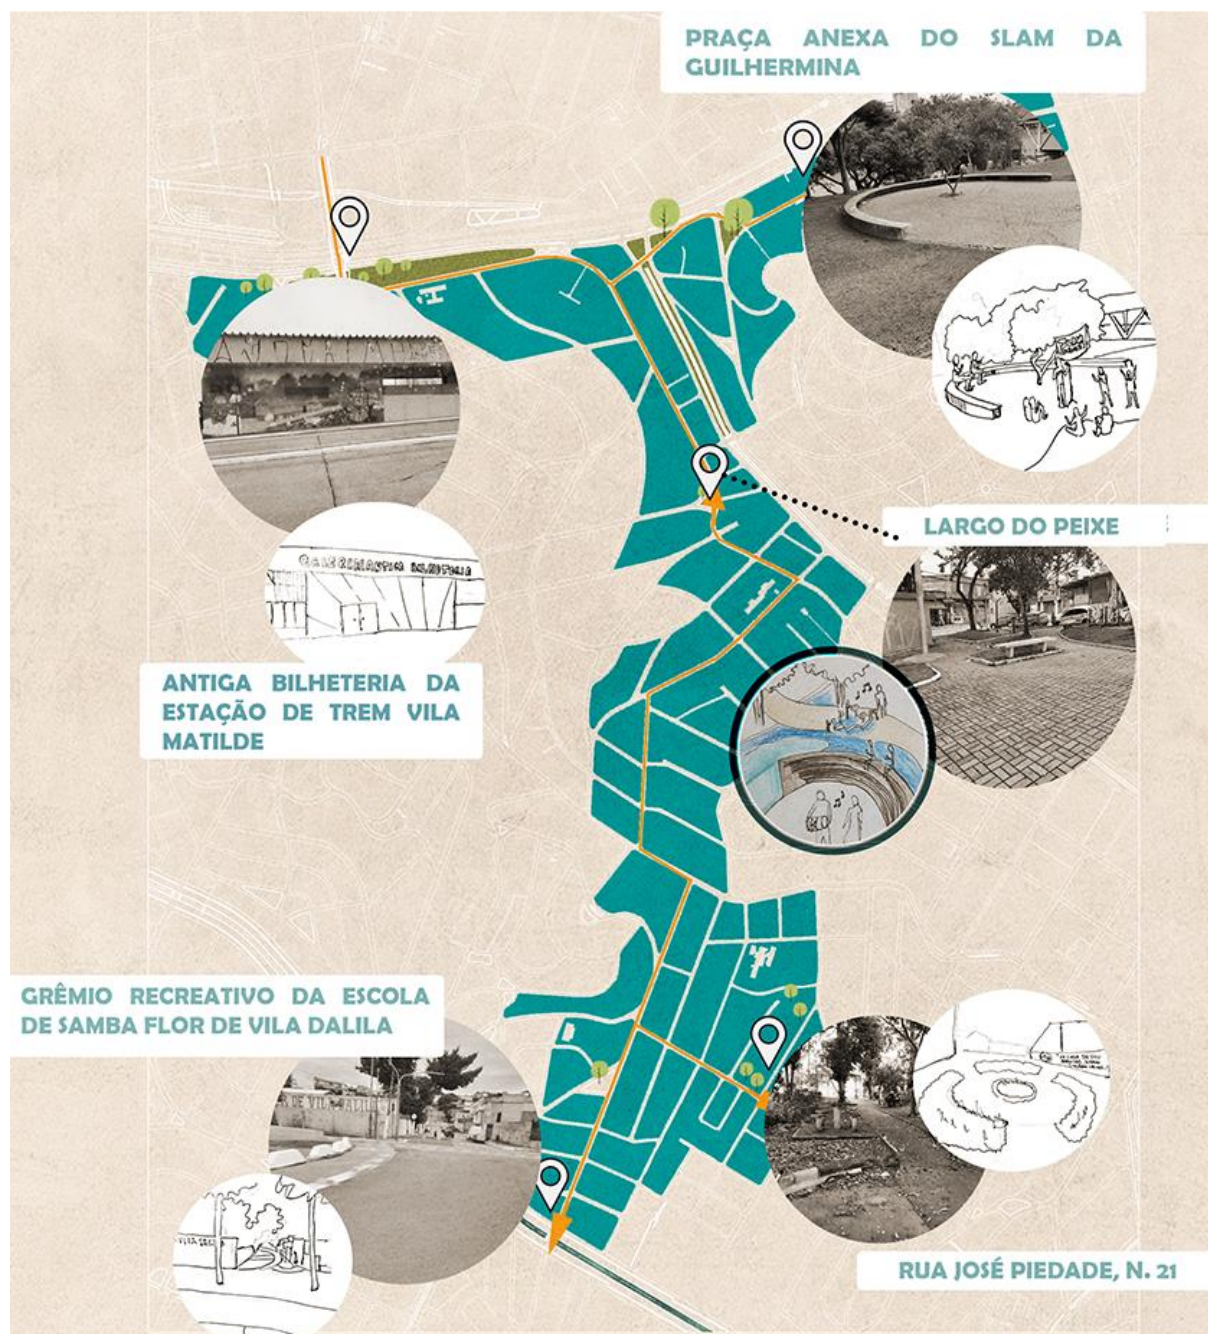 PRAÇA ANEXA DO SLAM DA
GUILHERMINA
LARGO DO PEIXE
ANTIGA BILHETERIA DA
ESTAÇÃO DE TREM VILA
MATILDE
GRÊMIO RECREATIVO DA ESCOLA
DE SAMBA FLOR DE VILA DALILA
RUA JOSÉ PIEDADE, N. 21